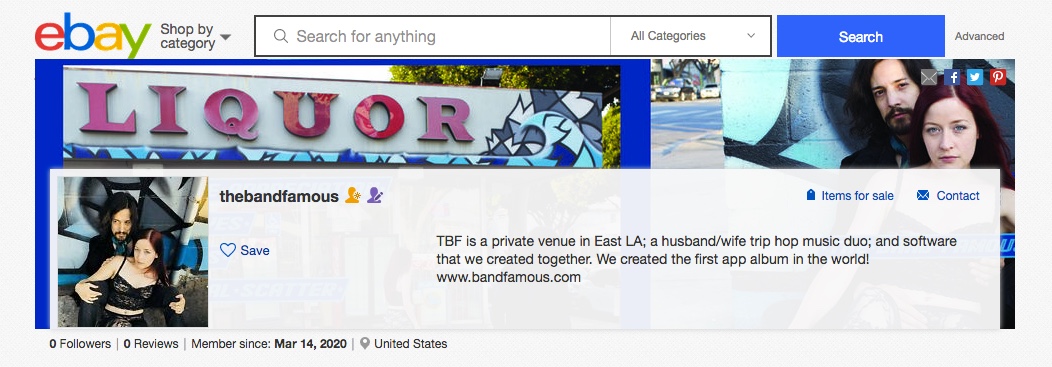 ebay
Shop by
category
Search for anything
All Categories
Search
Advanced
LIQUOR
thebandfamous
Items for sale
Contact
Save
TBF is a private venue in East LA; a husband/wife trip hop music duo; and software
that we created together. We created the first app album in the world!
www.bandfamous.com
0 Followers | 0 Reviews | Member since: Mar 14, 2020 | United States